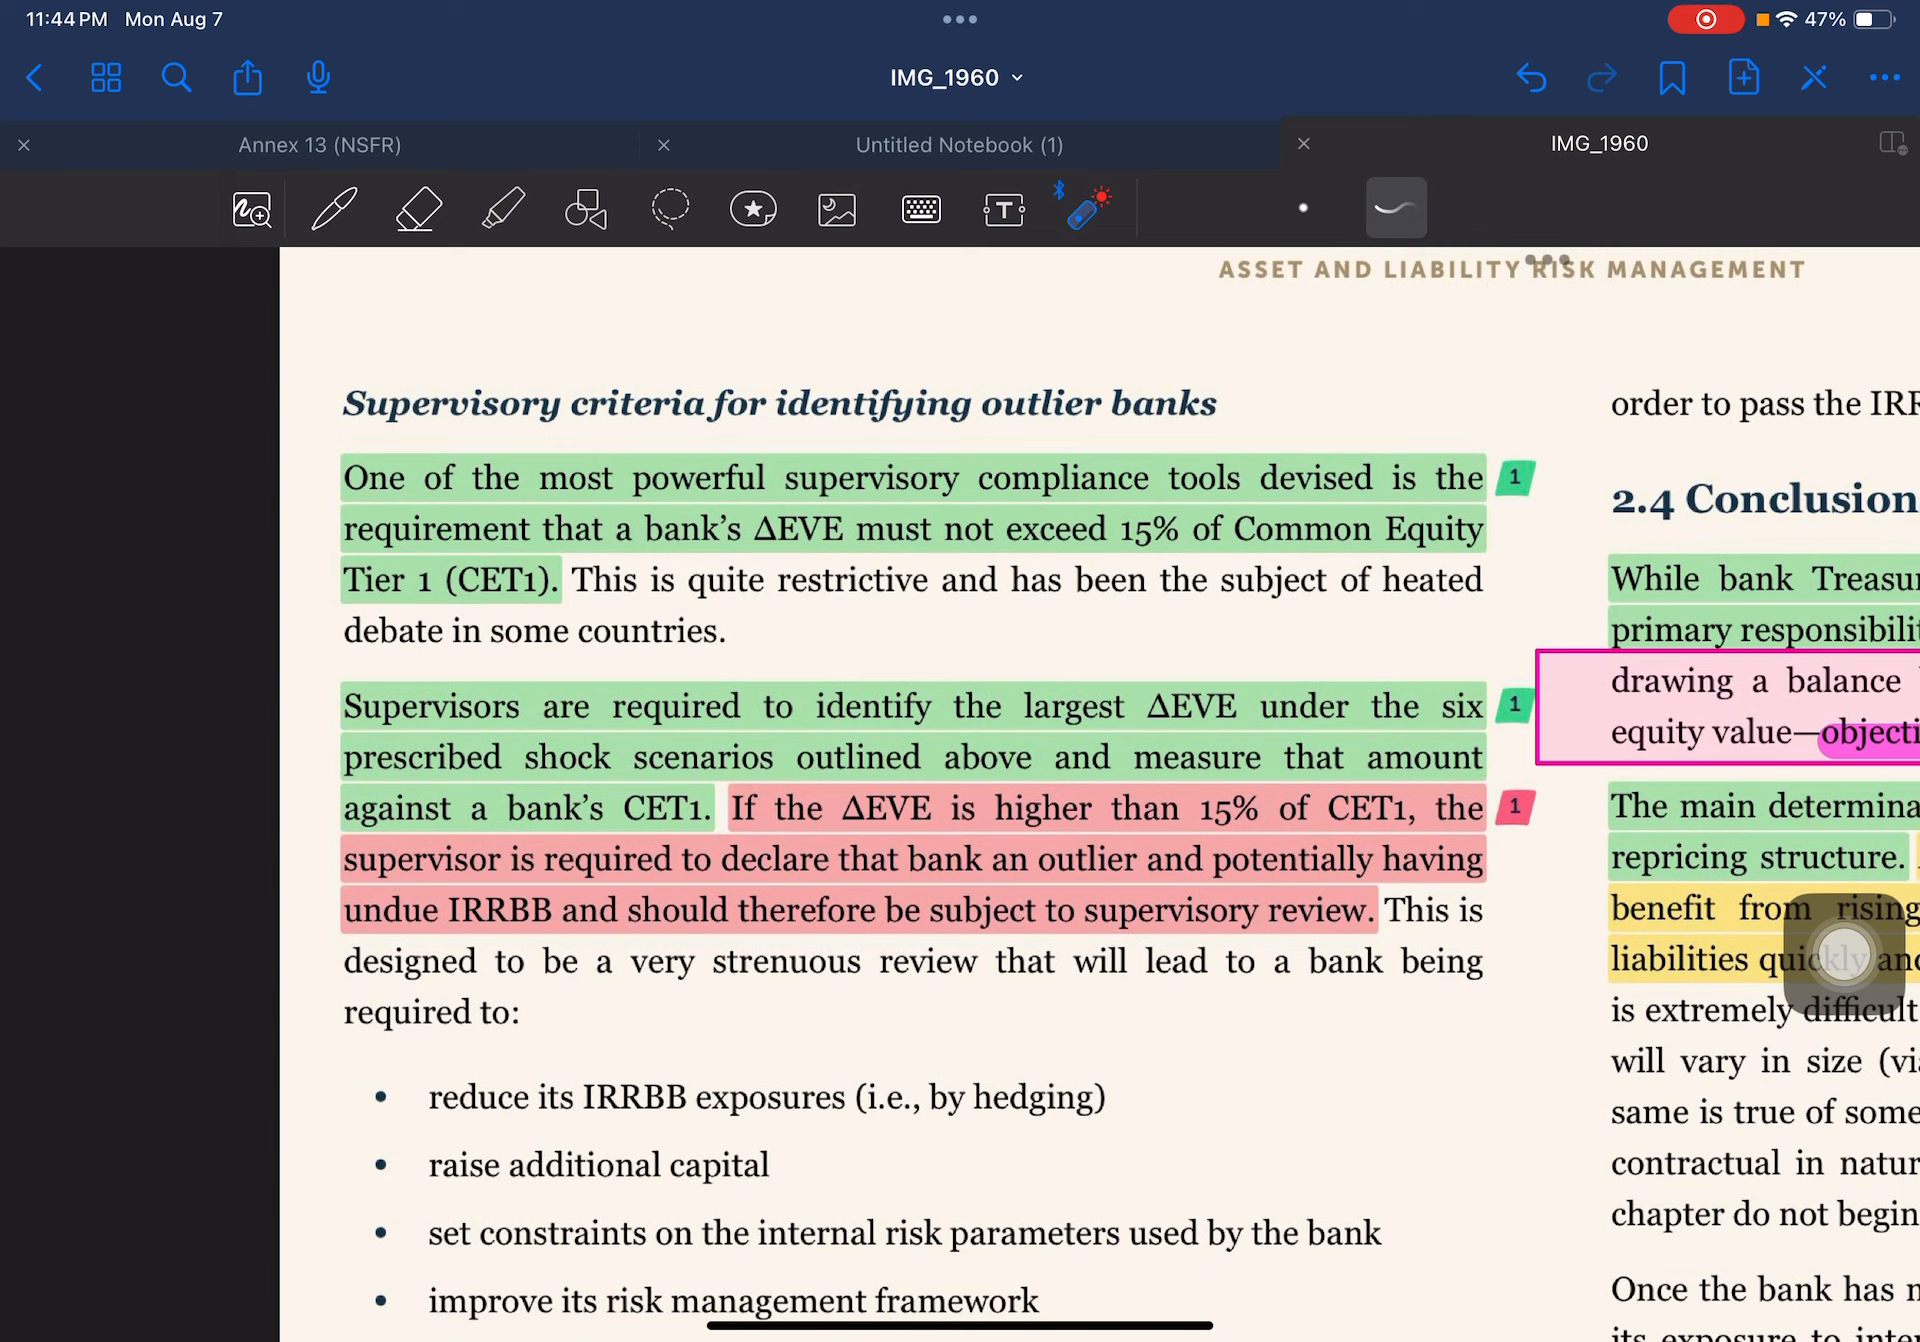 11:44 PM Mon Aug 7
47%
IMG_1960
Annex 13 (NSFR)
Untitled Notebook (1)
IMG_1960
ASSET AND LIABILITY RISK MANAGEMENT
Supervisory criteria for identifying outlier banks
One of the most powerful supervisory compliance tools devised is the
1
requirement that a bank's ΔEVE must not exceed 15% of Common Equity
Tier 1 (CET1). This is quite restrictive and has been the subject of heated
debate in some countries.
Supervisors are required to identify the largest ΔEVE under the six
1
prescribed shock scenarios outlined above and measure that amount
against a bank's CET1. If the ΔEVE is higher than 15% of CET1, the
1
supervisor is required to declare that bank an outlier and potentially having
undue IRRBB and should therefore be subject to supervisory review. This is
designed to be a very strenuous review that will lead to a bank being
required to:
• reduce its IRRBB exposures (i.e., by hedging)
• raise additional capital
• set constraints on the internal risk parameters used by the bank
• improve its risk management framework
order to pass the
2.4 Conclusion
While bank
primary
drawing a balance
equity value—
The main
repricing structure.
benefit from rising
liabilities quickly
is extremely difficult
will vary in size
same is true of some
contractual in
chapter do not begin
Once the bank has
its exposure to